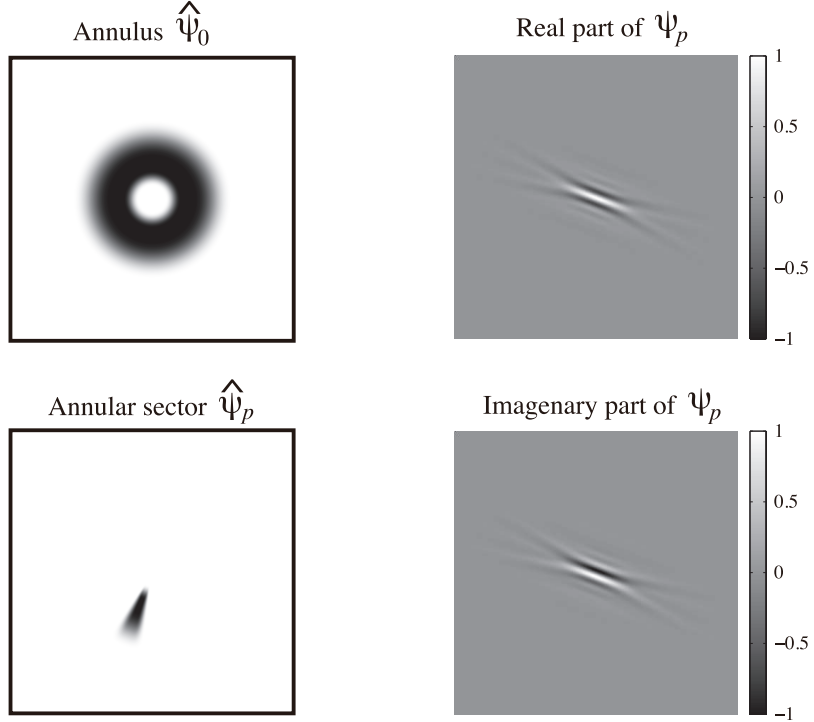 Annulus ψ̂₀
Real part of ψₚ
1
0.5
0
−0.5
−1
Annular sector ψ̂ₚ
Imagenary part of ψₚ
1
0.5
0
−0.5
−1